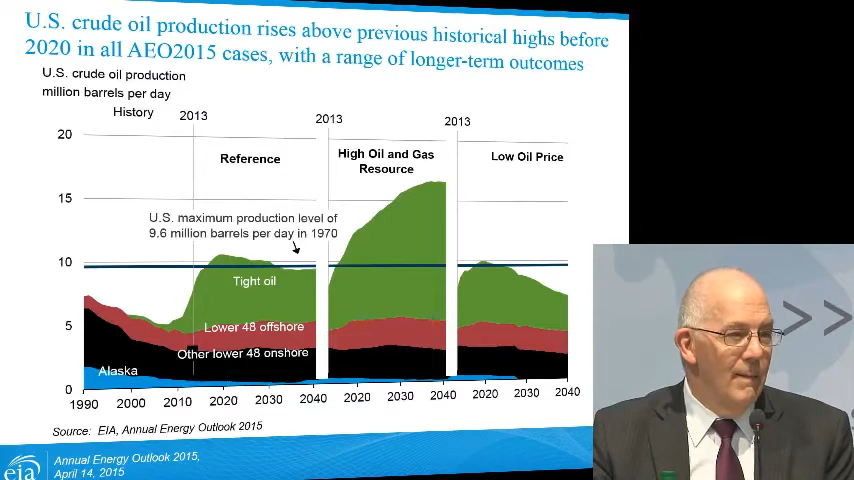 U.S. crude oil production rises above previous historical highs before
2020 in all AEO2015 cases, with a range of longer-term outcomes
U.S. crude oil production
million barrels per day
History
2013
2013
2013
20
15
10
5
0
Reference
High Oil and Gas
Resource
Low Oil Price
U.S. maximum production level of
9.6 million barrels per day in 1970
Tight oil
Lower 48 offshore
Other lower 48 onshore
Alaska
1990 2000 2010 2020 2030 2040 2020 2030 2040 2020 2030 2040
Source: EIA, Annual Energy Outlook 2015
eia
Annual Energy Outlook 2015,
April 14, 2015
>>